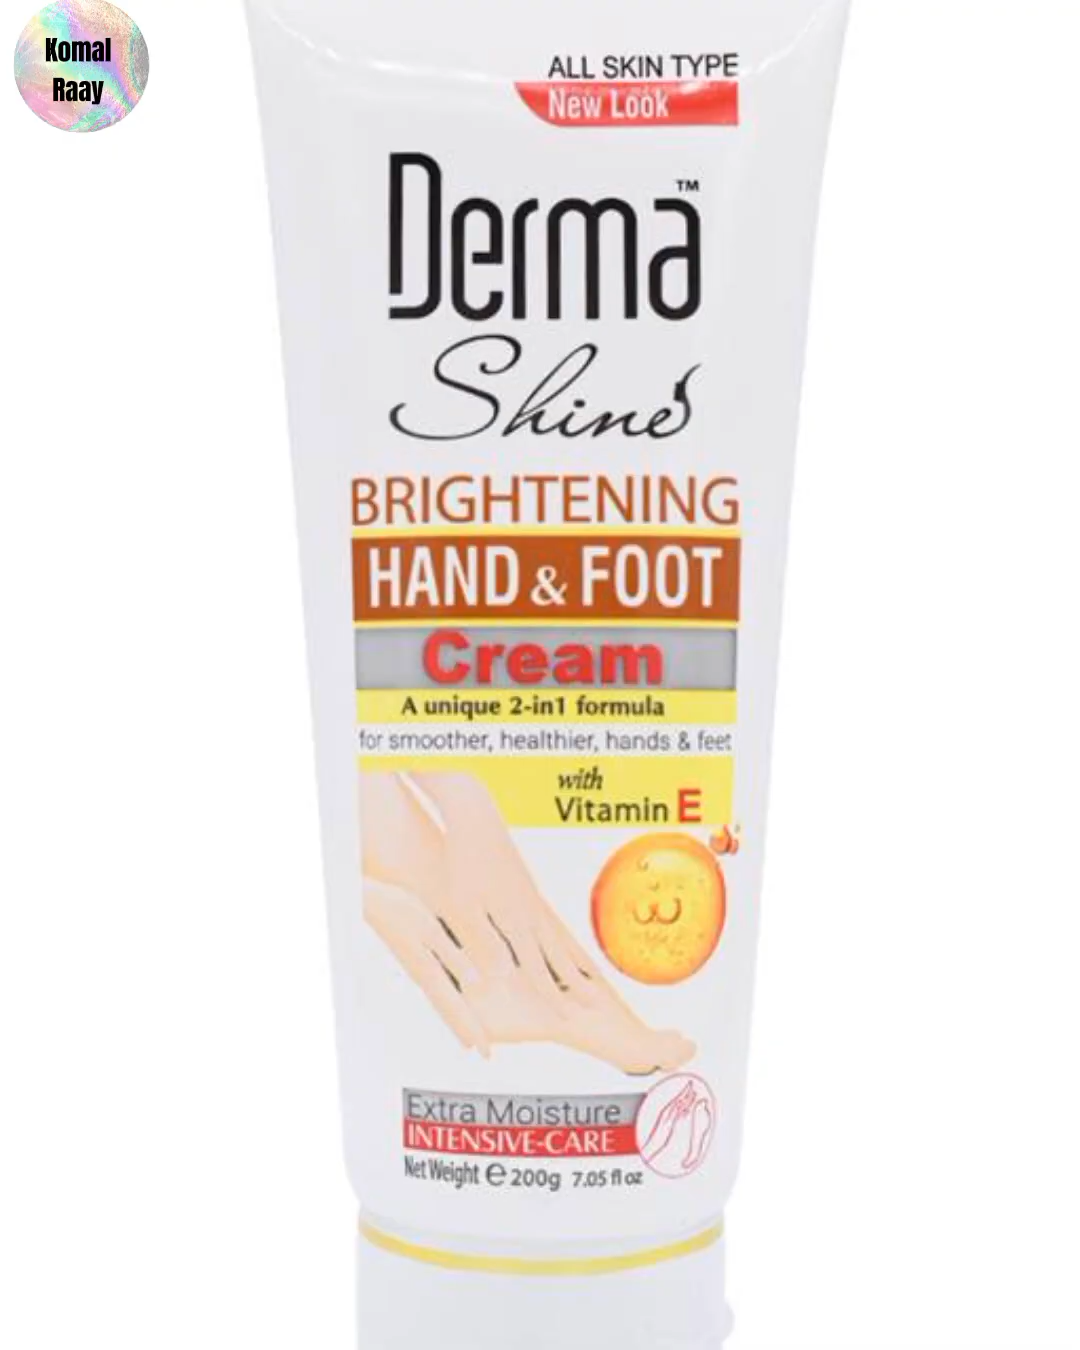 Komal
Raay
ALL SKIN TYPE
New Look
Derma™
Shine
BRIGHTENING
HAND & FOOT
Cream
A unique 2-in1 formula
for smoother, healthier, hands & feet
with
Vitamin E
Extra Moisture
INTENSIVE-CARE
Net Weight ℮ 200g 7.05 fl oz